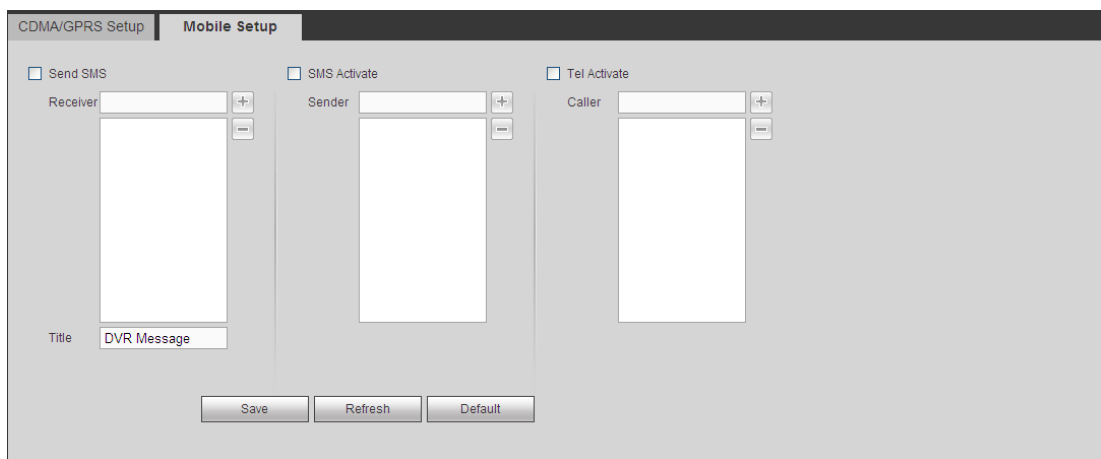 CDMA/GPRS Setup Mobile Setup
Send SMS SMS Activate Tel Activate
Receiver Sender Caller
Title DVR Message
Save Refresh Default